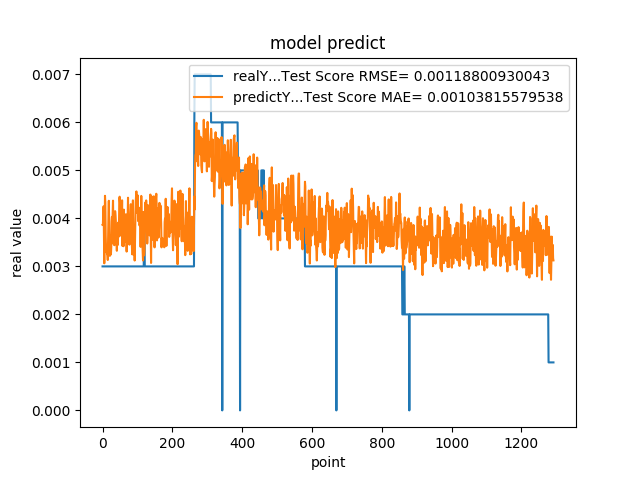 model predict
realY...Test Score RMSE= 0.00118800930043
predictY...Test Score MAE= 0.00103815579538
0.007
0.006
0.005
0.004
0.003
0.002
0.001
0.000
real value
0 200 400 600 800 1000 1200
point